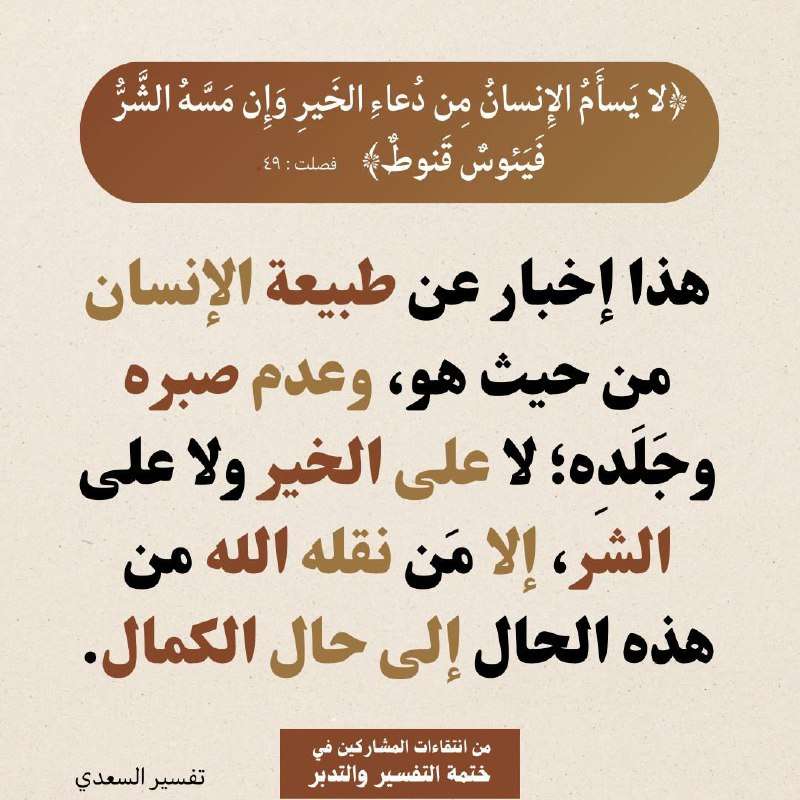 ﴿لا يَسأَمُ الإِنسانُ مِن دُعاءِ الخَيرِ وَإِن مَسَّهُ الشَّرُّ
فَيَئوسٌ قَنوطٌ﴾ فصلت : ٤٩.
هذا إخبار عن طبيعة الإنسان
من حيث هو، وعدم صبره
وجَلَدِه؛ لا على الخير ولا على
الشر، إلا مَن نقله الله من
هذه الحال إلى حال الكمال.
من انتقاءات المشاركين في
ختمة التفسير والتدبر
تفسير السعدي